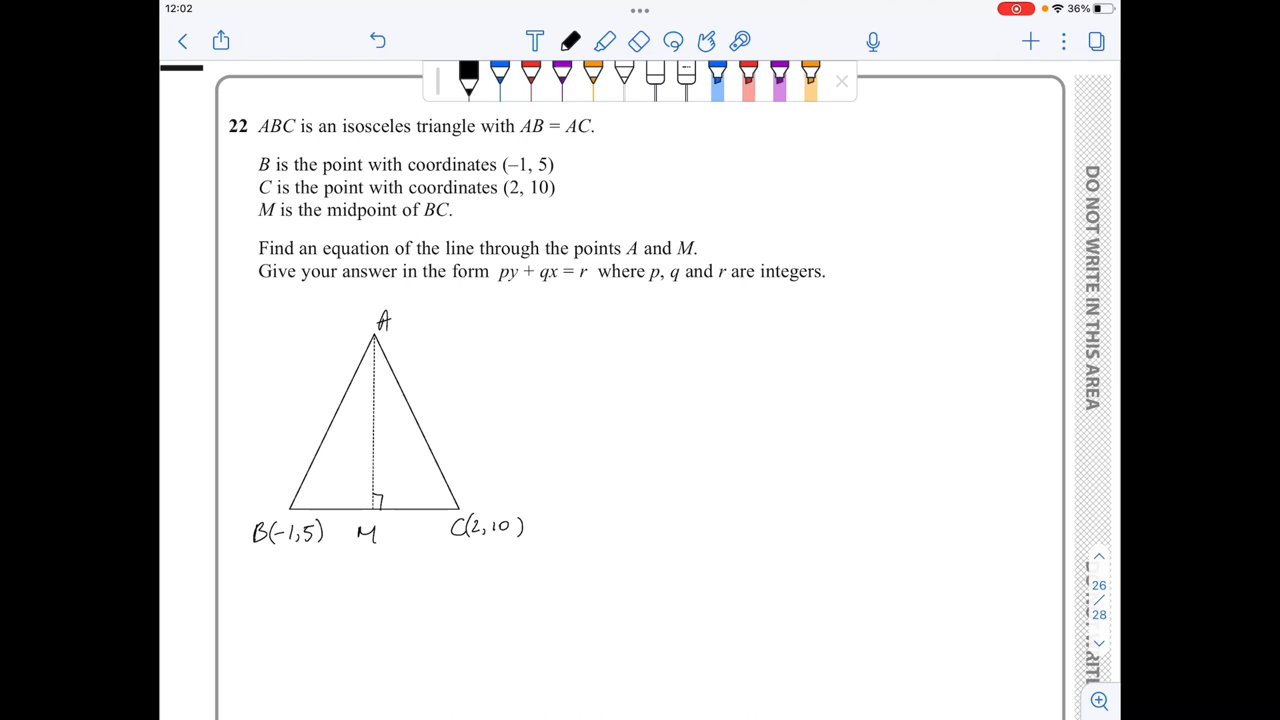 12:02
36%
22 ABC is an isosceles triangle with AB = AC.
B is the point with coordinates (–1, 5)
C is the point with coordinates (2, 10)
M is the midpoint of BC.
Find an equation of the line through the points A and M.
Give your answer in the form py + qx = r where p, q and r are integers.
A
B(-1,5) M C(2,10)
DO NOT WRITE IN THIS AREA
26
28